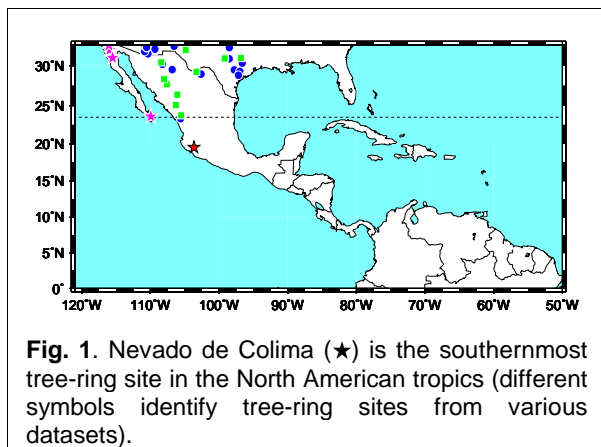 30°N
25°N
20°N
15°N
10°N
5°N
0°
120°W 110°W 100°W 90°W 80°W 70°W 60°W 50°W
Fig. 1. Nevado de Colima (★) is the southernmost
tree-ring site in the North American tropics (different
symbols identify tree-ring sites from various
datasets).